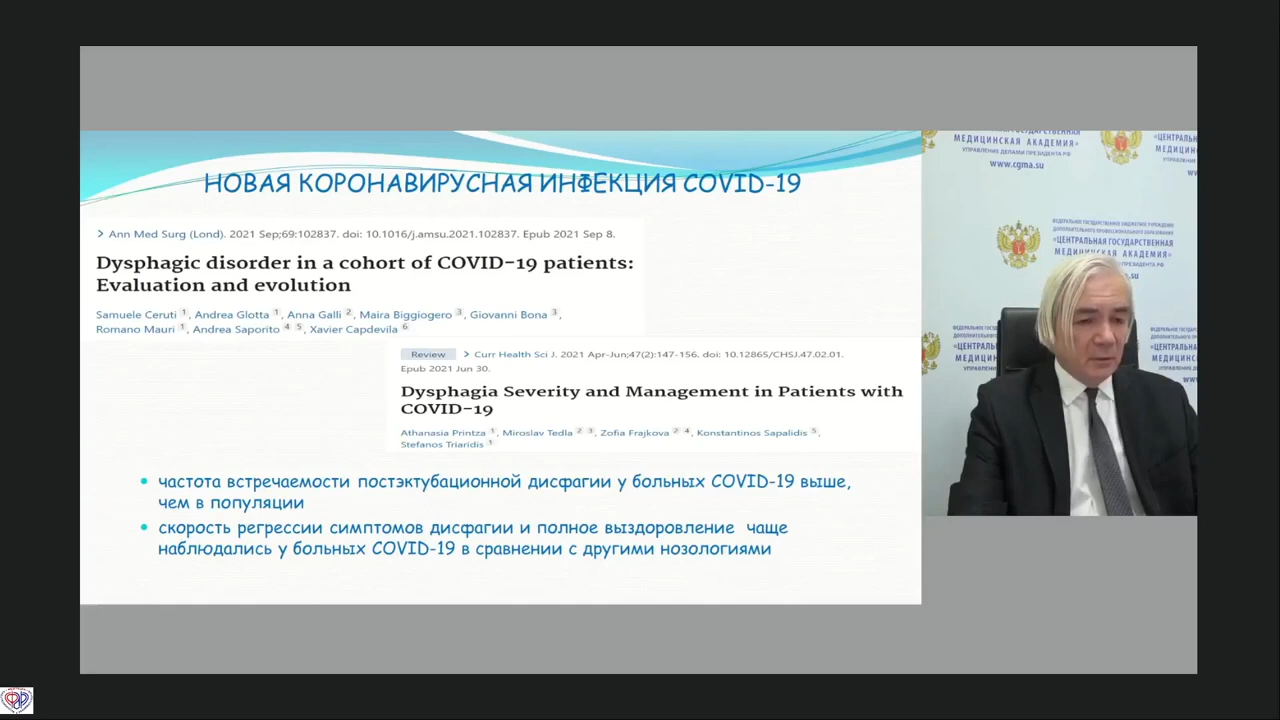 НОВАЯ КОРОНАВИРУСНАЯ ИНФЕКЦИЯ COVID-19
> Ann Med Surg (Lond). 2021 Sep;69:102837. doi: 10.1016/j.amsu.2021.102837. Epub 2021 Sep 8.
Dysphagic disorder in a cohort of COVID-19 patients:
Evaluation and evolution
Samuele Ceruti 1, Andrea Glotta 1, Anna Galli 2, Maira Biggiogero 3, Giovanni Bona 3,
Romano Mauri 1, Andrea Saporito 4 5, Xavier Capdevila 6
Review > Curr Health Sci J. 2021 Apr-Jun;47(2):147-156. doi: 10.12865/CHSJ.47.02.01.
Epub 2021 Jun 30.
Dysphagia Severity and Management in Patients with
COVID-19
Athanasia Printza 1, Miroslav Tedla 2 3, Zofia Frajkova 2 4, Konstantinos Sapalidis 5,
Stefanos Triaridis 1
• частота встречаемости постэктубационной дисфагии у больных COVID-19 выше,
чем в популяции
• скорость регрессии симптомов дисфагии и полное выздоровление чаще
наблюдались у больных COVID-19 в сравнении с другими нозологиями
МЕДИЦИНСКАЯ АКАДЕМИЯ»
УПРАВЛЕНИЕ ДЕЛАМИ ПРЕЗИДЕНТА РФ
www.cgma.su
«ЦЕНТРАЛЬНАЯ ГОСУДАРСТВЕННАЯ
МЕДИЦИНСКАЯ АКАДЕМИЯ»